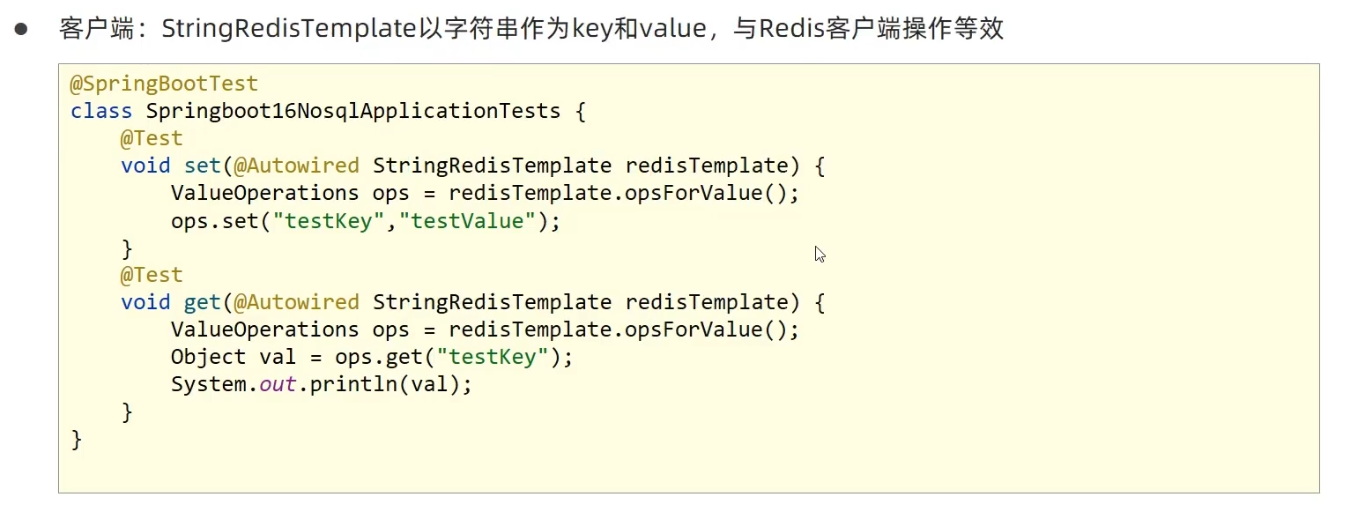 ● 客户端：StringRedisTemplate以字符串作为key和value，与Redis客户端操作等效
@SpringBootTest
class Springboot16NosqlApplicationTests {
    @Test
    void set(@Autowired StringRedisTemplate redisTemplate) {
        ValueOperations ops = redisTemplate.opsForValue();
        ops.set("testKey","testValue");
    }
    @Test
    void get(@Autowired StringRedisTemplate redisTemplate) {
        ValueOperations ops = redisTemplate.opsForValue();
        Object val = ops.get("testKey");
        System.out.println(val);
    }
}